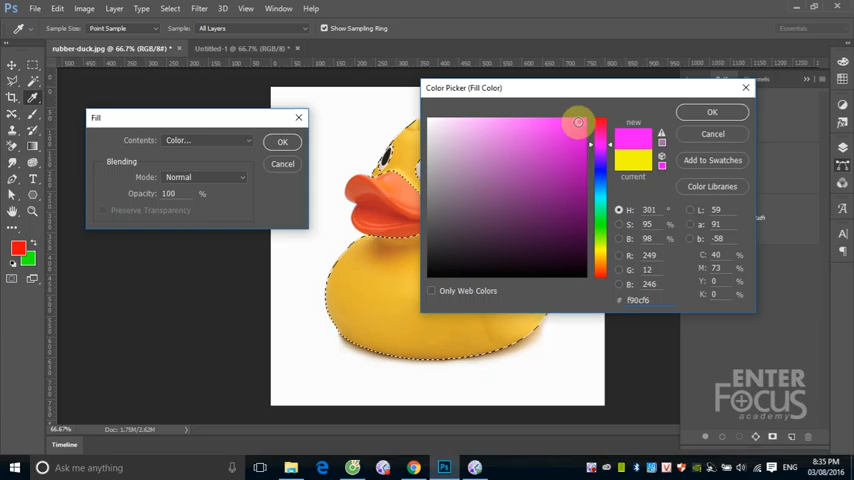 Ps File Edit Image Layer Type Select Filter 3D View Window Help
Sample Size: Point Sample Sample: All Layers Show Sampling Ring Essentials
rubber-duck.jpg @ 66.7% (RGB/8#) * × Untitled-1 @ 66.7% (RGB/8) * ×
Color Picker (Fill Color)
Fill
Contents: Color...
OK
Cancel
Blending
Mode: Normal
Opacity: 100 %
Preserve Transparency
new
current
OK
Cancel
Add to Swatches
Color Libraries
H: 301 °
S: 95 %
B: 98 %
R: 249
G: 12
B: 246
# f90cf6
L: 59
a: 91
b: -58
C: 40 %
M: 73 %
Y: 0 %
K: 0 %
Only Web Colors
ENTER
FOCUS
academy
66.67% Doc: 1.75M/2.62M
Timeline
Ask me anything
ENG
8:35 PM
03/08/2016